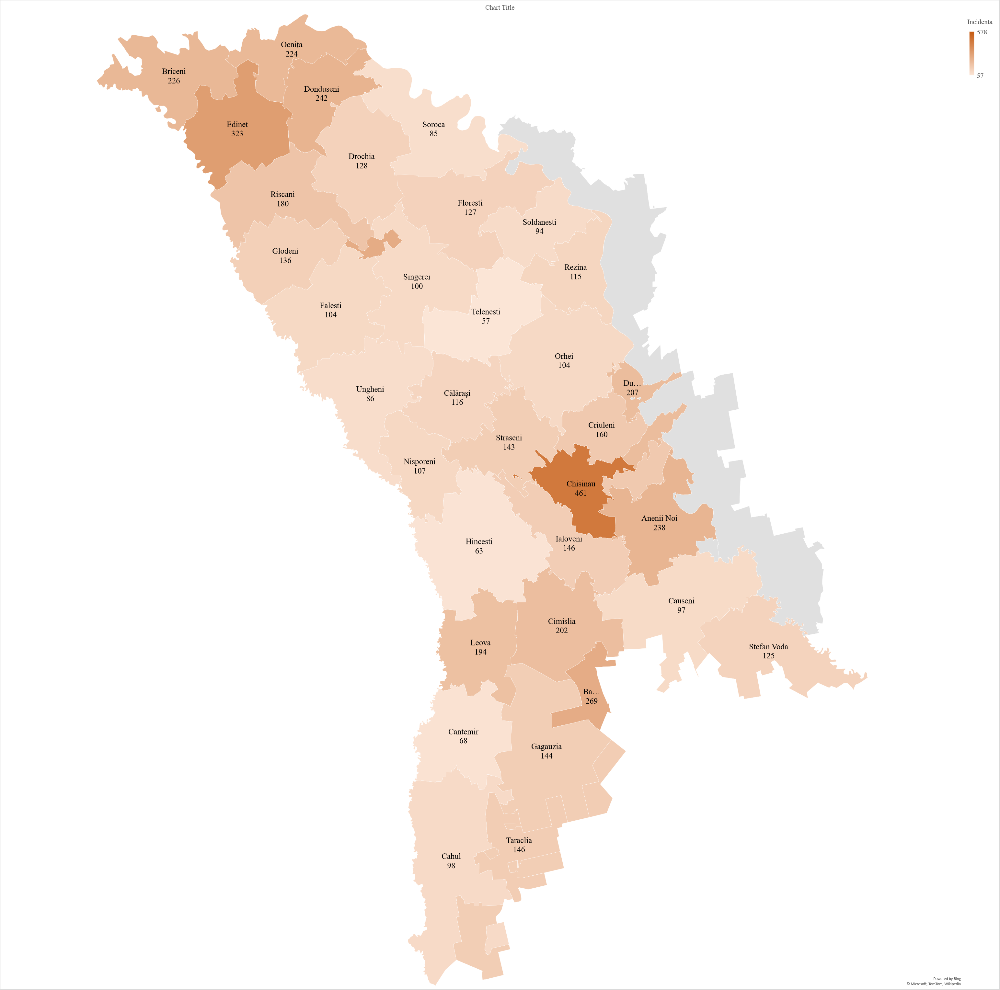 Chart Title
Incidenta
578
57
Ocnița
224
Briceni
226
Donduseni
242
Edinet
323
Soroca
85
Drochia
128
Riscani
180
Floresti
127
Soldanesti
94
Glodeni
136
Rezina
115
Singerei
100
Falesti
104
Telenesti
57
Orhei
104
Du...
207
Ungheni
86
Călărași
116
Criuleni
160
Straseni
143
Nisporeni
107
Chisinau
461
Anenii Noi
238
Hincesti
63
Ialoveni
146
Causeni
97
Cimislia
202
Leova
194
Stefan Voda
125
Ba...
269
Cantemir
68
Gagauzia
144
Taraclia
146
Cahul
98
Powered by Bing
© Microsoft, TomTom, Wikipedia